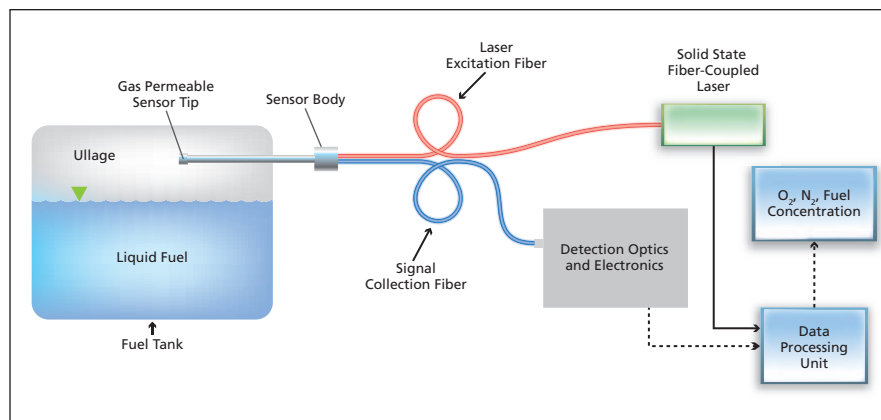 Laser
Excitation Fiber
Solid State
Fiber-Coupled
Laser
Gas Permeable
Sensor Tip
Sensor Body
Ullage
O₂, N₂, Fuel
Concentration
Liquid Fuel
Detection Optics
and Electronics
Signal
Collection Fiber
Fuel Tank
Data
Processing
Unit